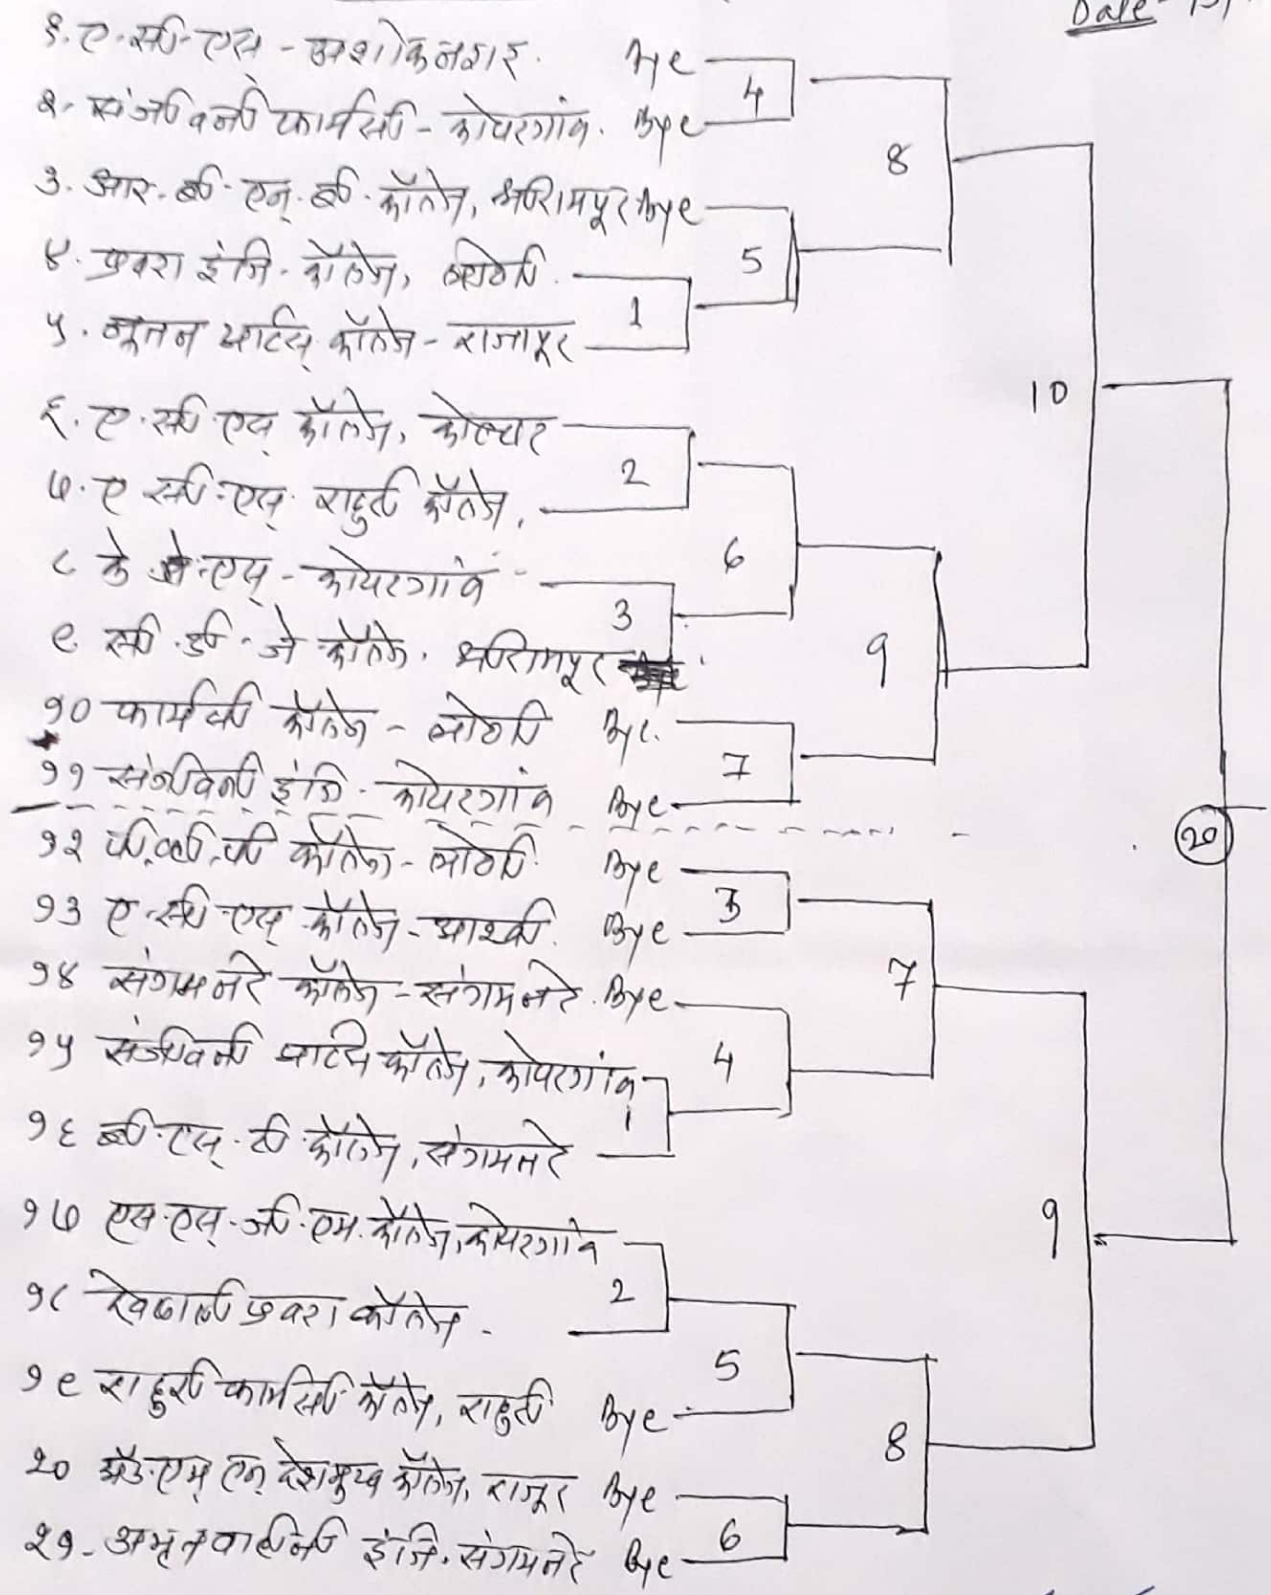 Date - 15/
१. ए. सी. एस - अशोकनगर. Bye
4
२. संजीवनी फार्मसी - कोपरगांव. Bye
8
३. आर. बी. एन्. बी. कॉलेज, श्रीरामपूर Bye
४. प्रवरा इंजि. कॉलेज, लोणी.
5
1
५. नूतन आर्टस् कॉलेज - राजापूर
10
६. ए. सी. एस् कॉलेज, कोल्हार
2
७. ए सी. एस्. राहुरी कॉलेज.
6
८ के. जे. एस् - कोपरगांव
3
९. सी. डी. जे कॉलेज. श्रीरामपूर
9
१० फार्मसी कॉलेज - लोणी Bye.
7
११ संजीवनी इंजि. कोपरगांव Bye
20
१२ पी. व्ही. पी कॉलेज - लोणी Bye
3
१३ ए. सी. एस् कॉलेज - आश्वी. Bye
7
१४ संगमनेर कॉलेज - संगमनेर. Bye
4
१५ संजीवनी आर्टस कॉलेज, कोपरगांव
1
१६ बी. एस्. टी कॉलेज, संगमनेर
9
१७ एस. एस्. जी. एम. कॉलेज, कोपरगांव
2
१८ देवळाली प्रवरा कॉलेज.
5
१९ राहुरी फार्मसी कॉलेज, राहुरी Bye
8
२० अॅड. एम् एन् देशमुख कॉलेज, राजूर Bye
6
२१. अमृतवाहिनी इंजि. संगमनेर Bye